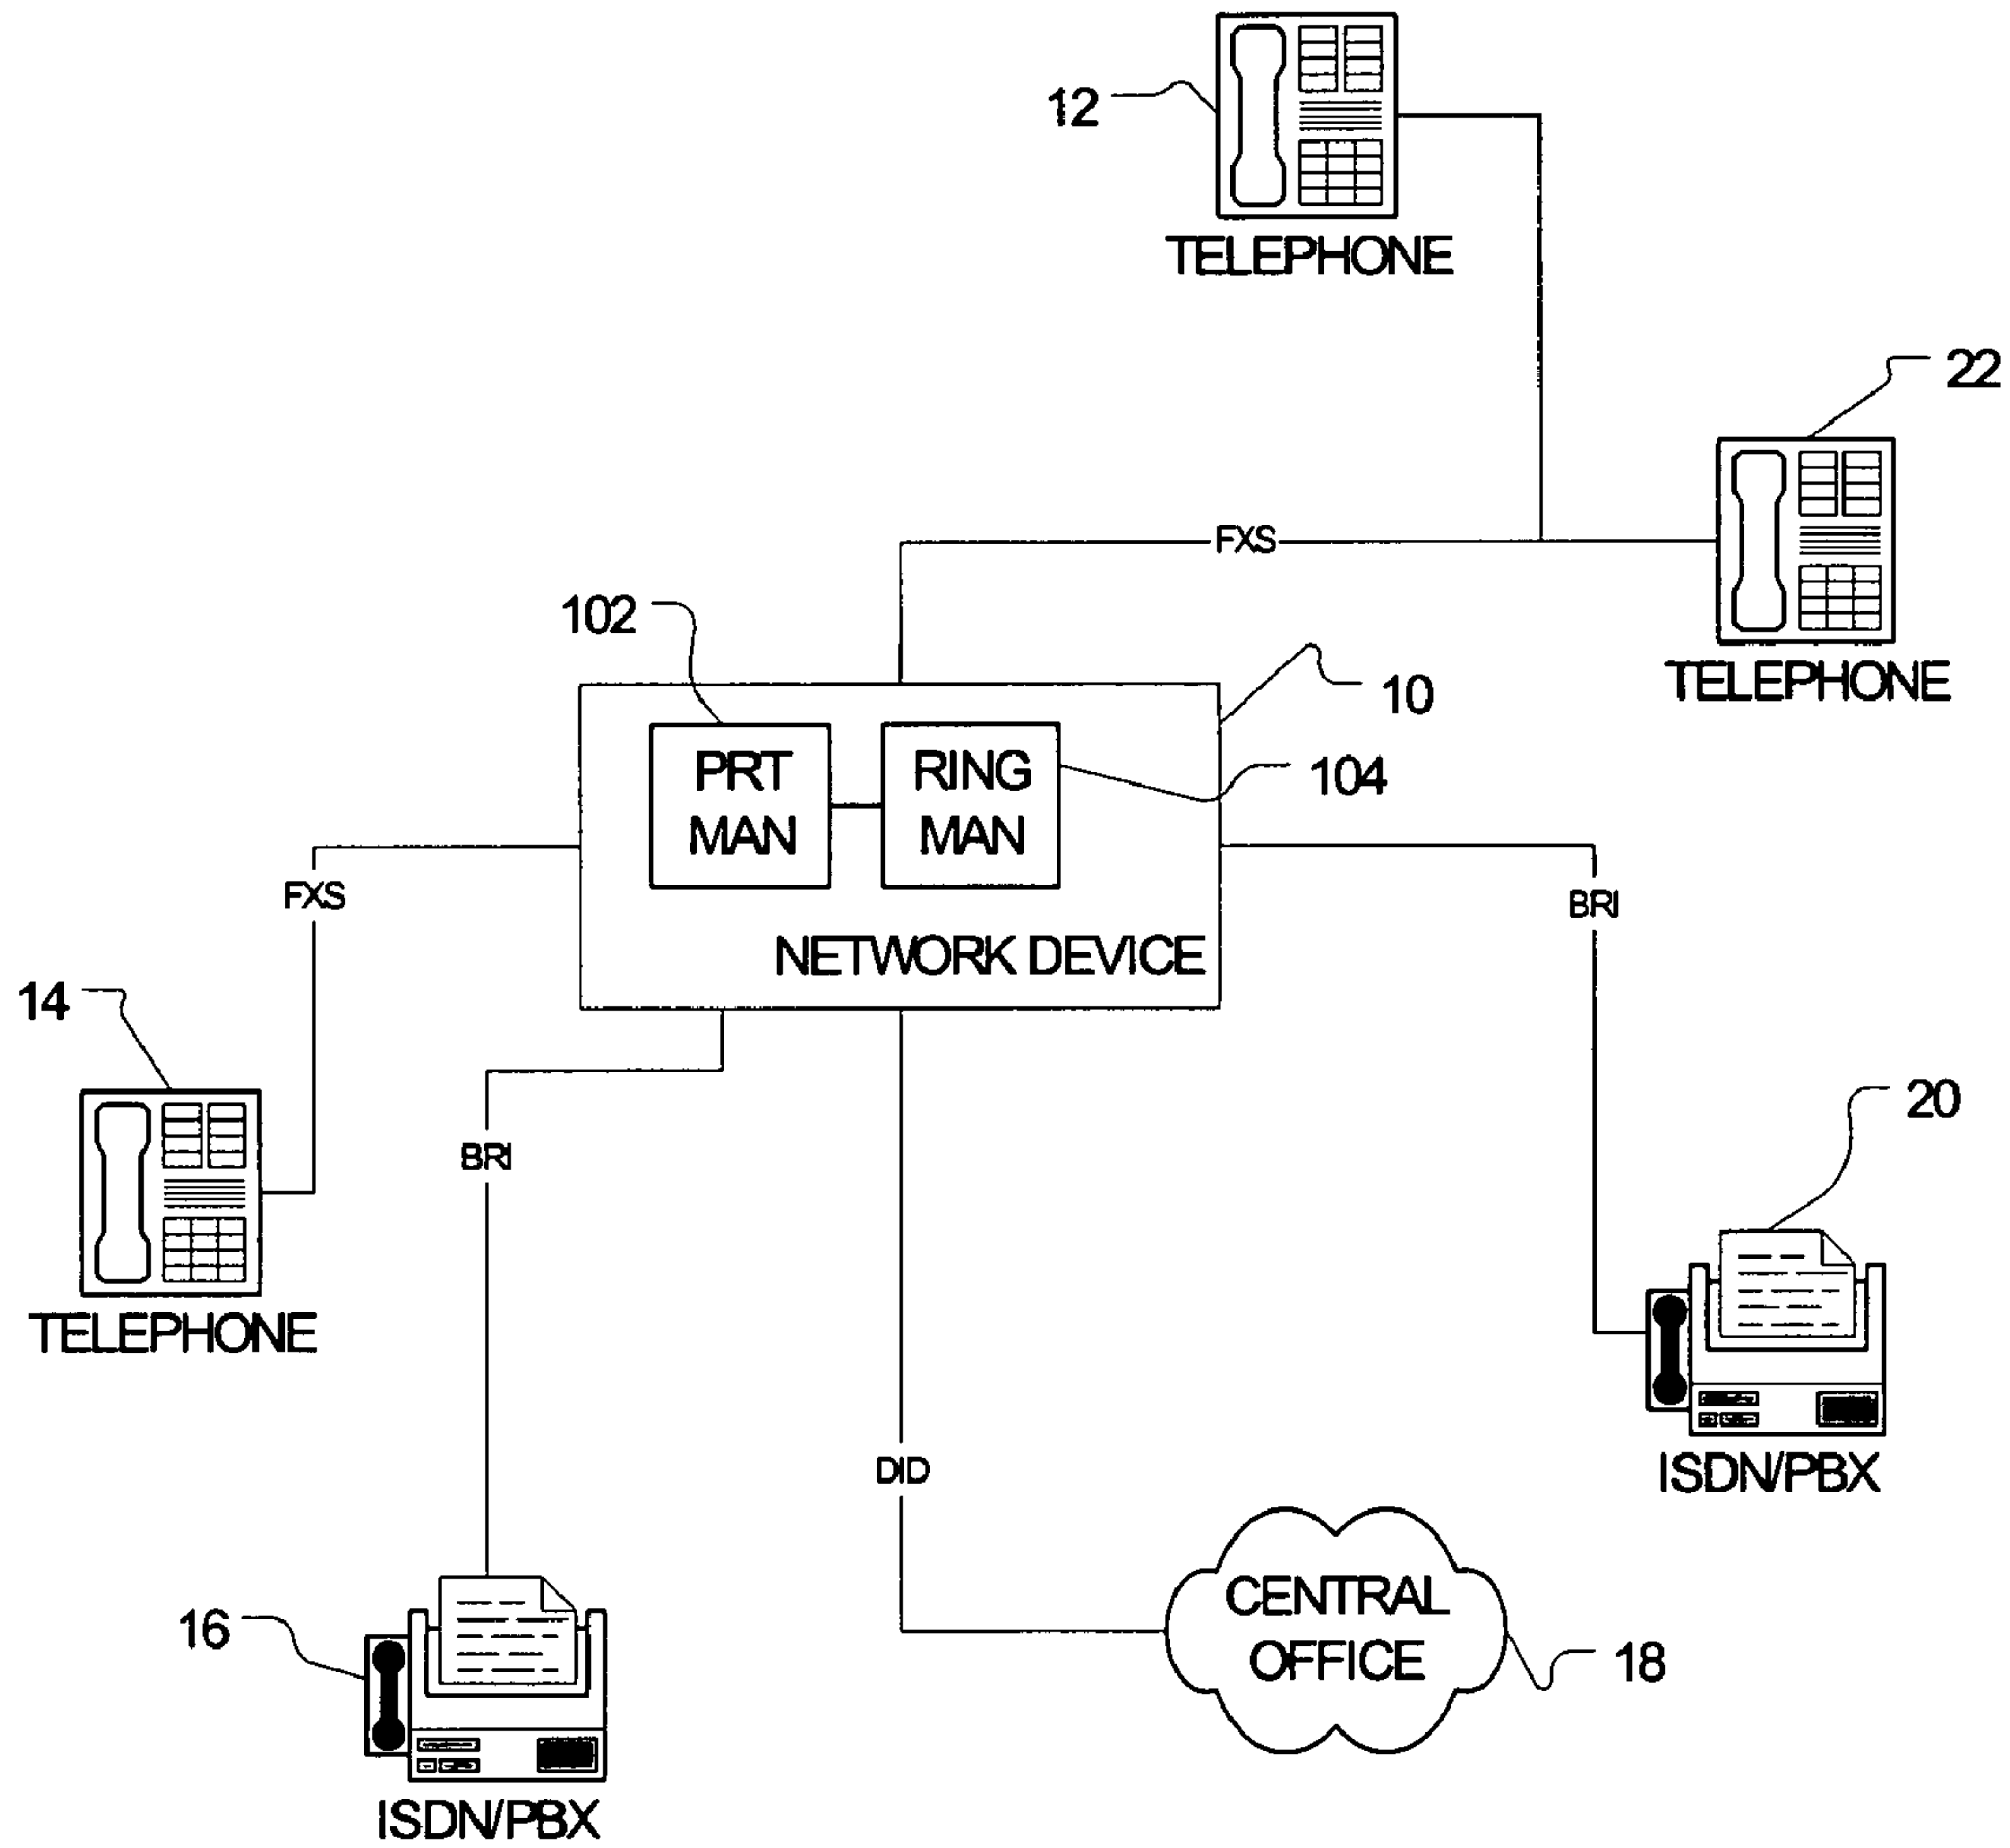 12
TELEPHONE
22
FXS
TELEPHONE
102
10
PRT
MAN
RING
MAN
104
NETWORK DEVICE
FXS
BRI
14
TELEPHONE
BRI
20
DID
ISDN/PBX
CENTRAL
OFFICE
18
16
ISDN/PBX